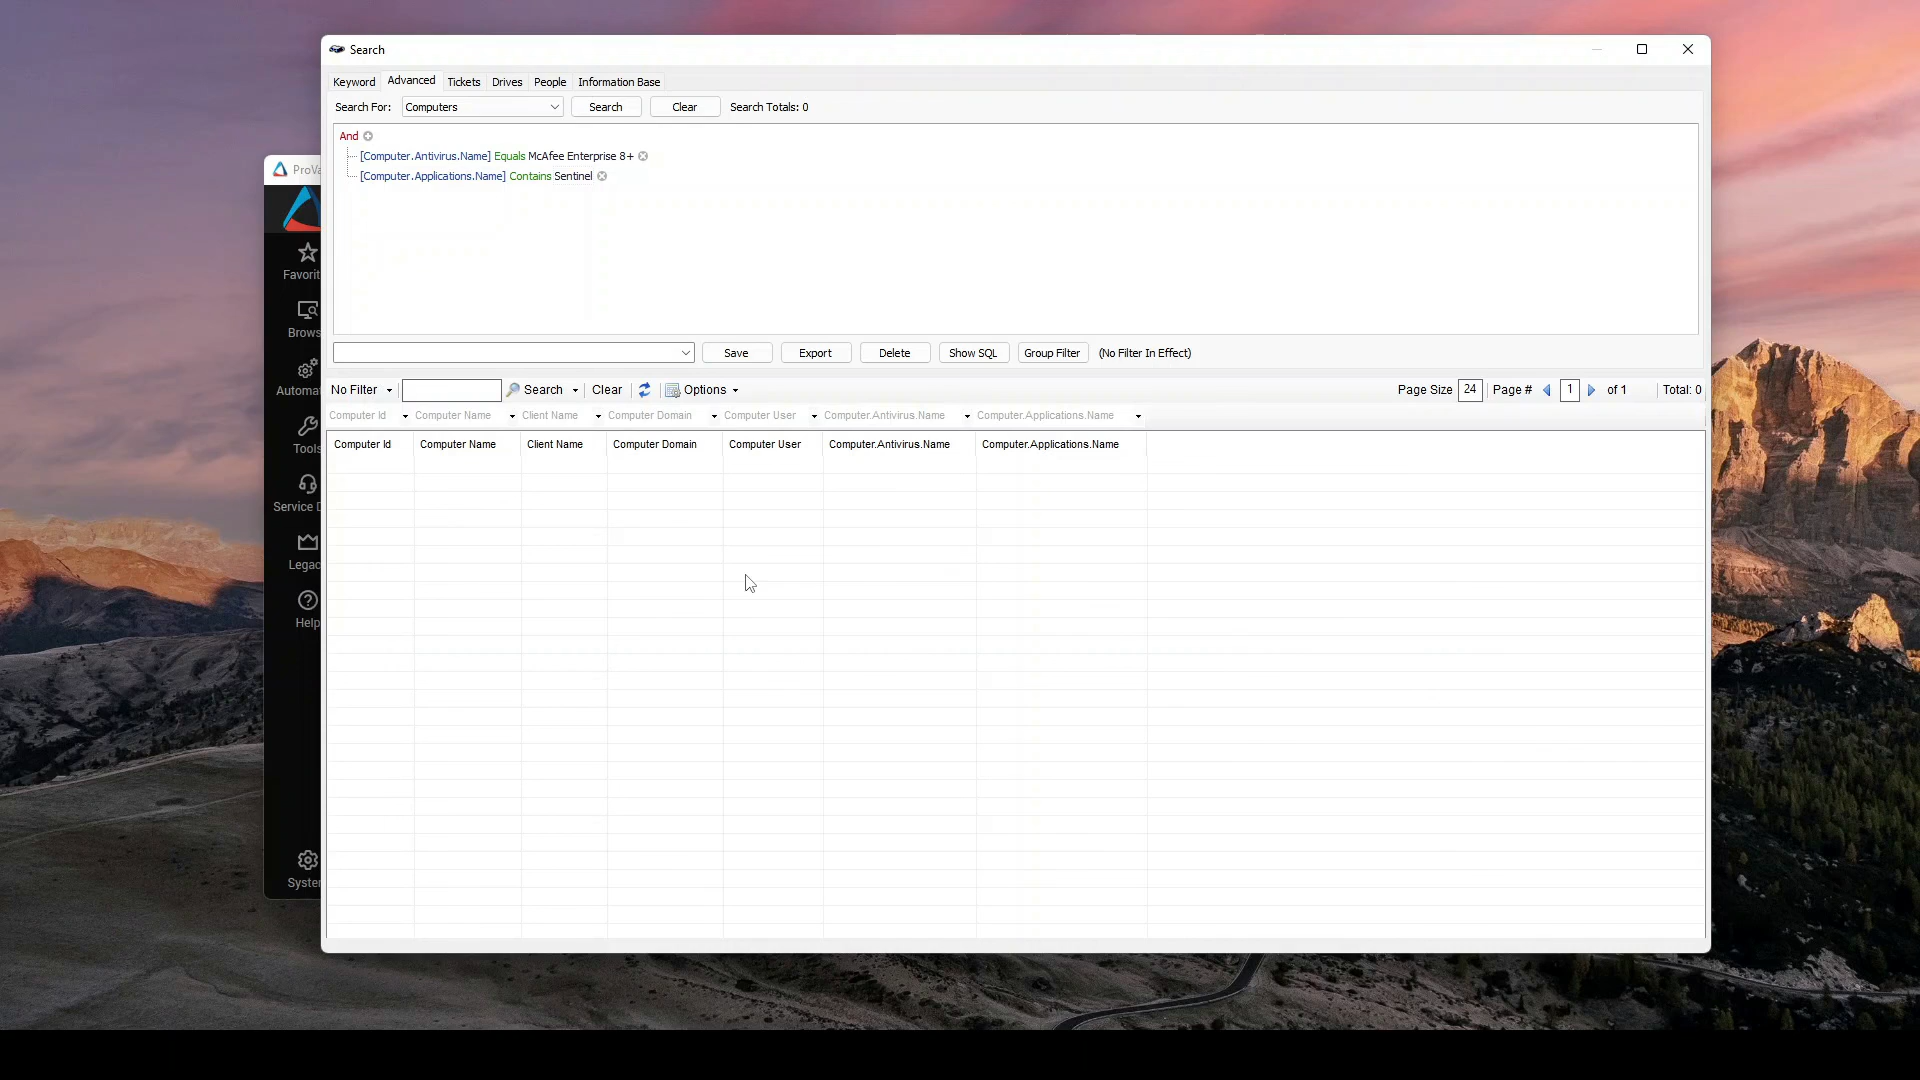 Search
Keyword Advanced Tickets Drives People Information Base
Search For: Computers Search Clear Search Totals: 0
And
[Computer.Antivirus.Name] Equals McAfee Enterprise 8+
[Computer.Applications.Name] Contains Sentinel
Save Export Delete Show SQL Group Filter (No Filter In Effect)
No Filter Search Clear Options Page Size 24 Page # 1 of 1 Total: 0
Computer Id Computer Name Client Name Computer Domain Computer User Computer.Antivirus.Name Computer.Applications.Name
Computer Id Computer Name Client Name Computer Domain Computer User Computer.Antivirus.Name Computer.Applications.Name
ProVa
Favorit
Brows
Automat
Tools
Service D
Legac
Help
Syster